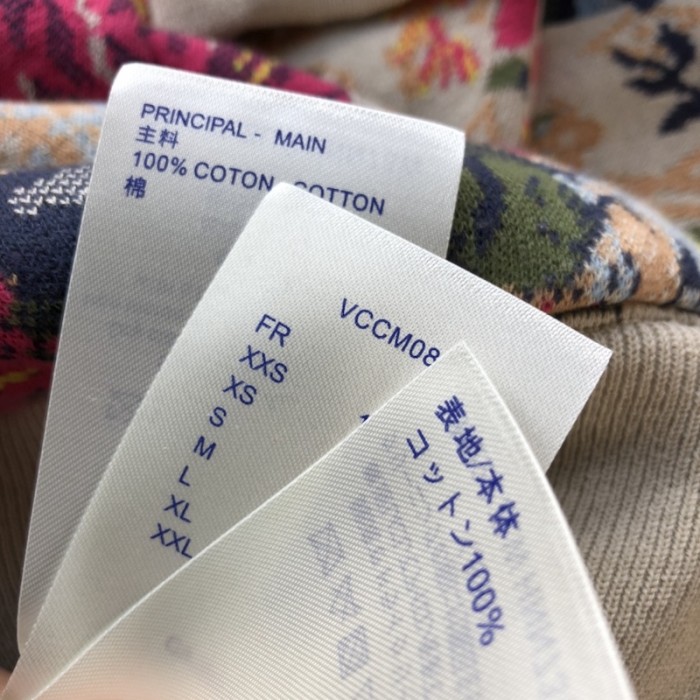 PRINCIPAL - MAIN
主料
100% COTON COTTON
棉
VCCM08
FR
XXS
XS
S
M
L
XL
XXL
表地/本体
コットン100%